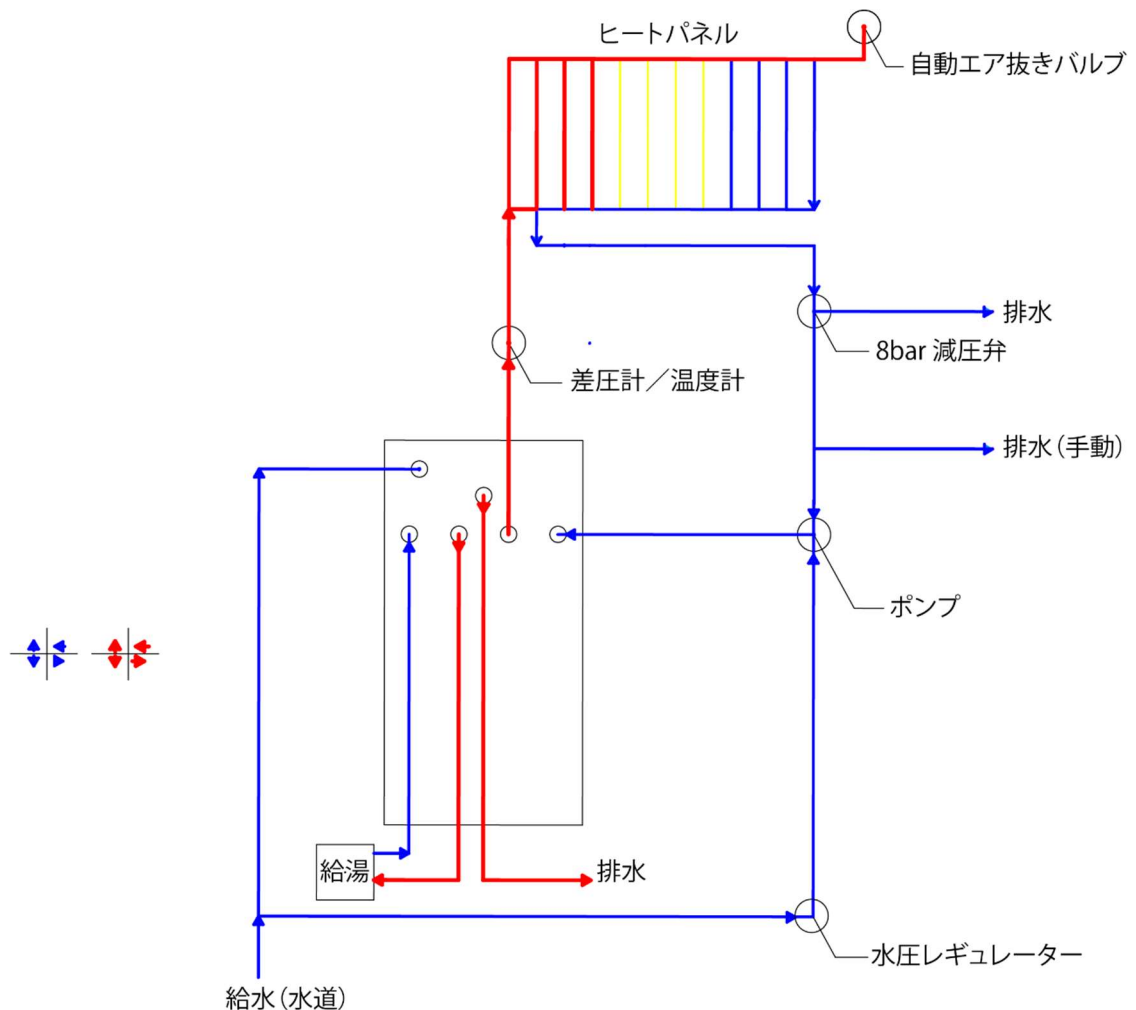 ヒートパネル
自動エア抜きバルブ
排水
8bar 減圧弁
差圧計／温度計
排水（手動）
ポンプ
給湯
排水
水圧レギュレーター
給水（水道）